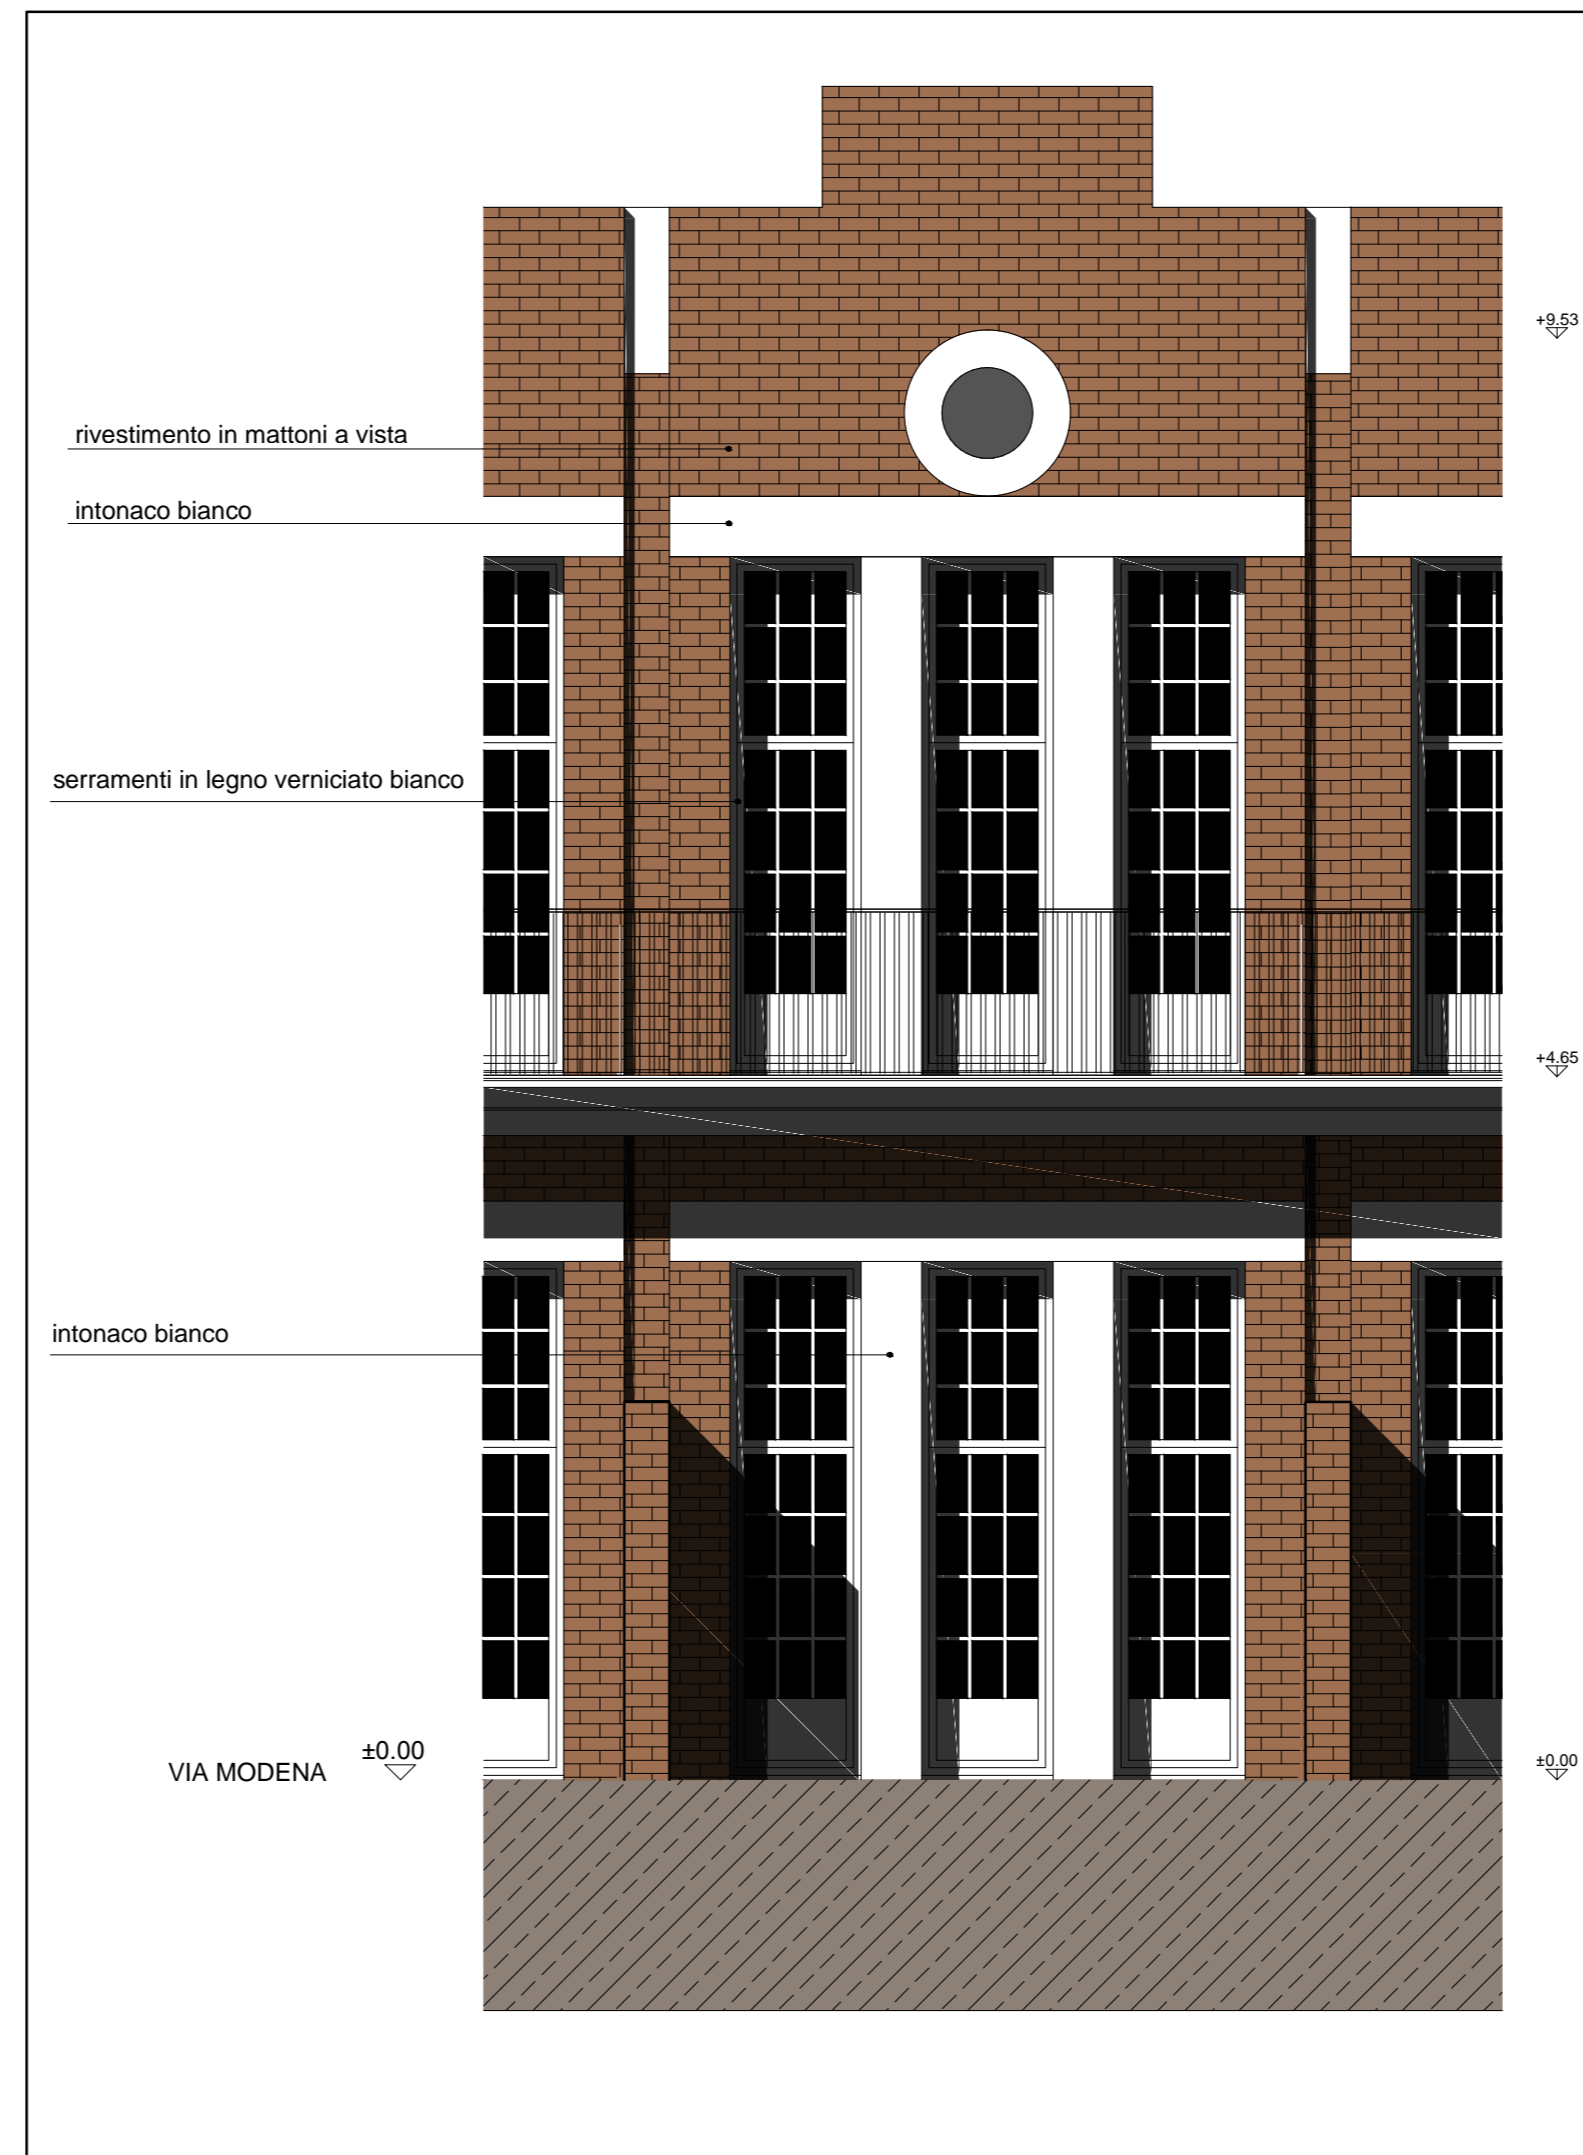 +9.53
rivestimento in mattoni a vista
intonaco bianco
serramenti in legno verniciato bianco
+4.65
intonaco bianco
VIA MODENA ±0.00
±0.00